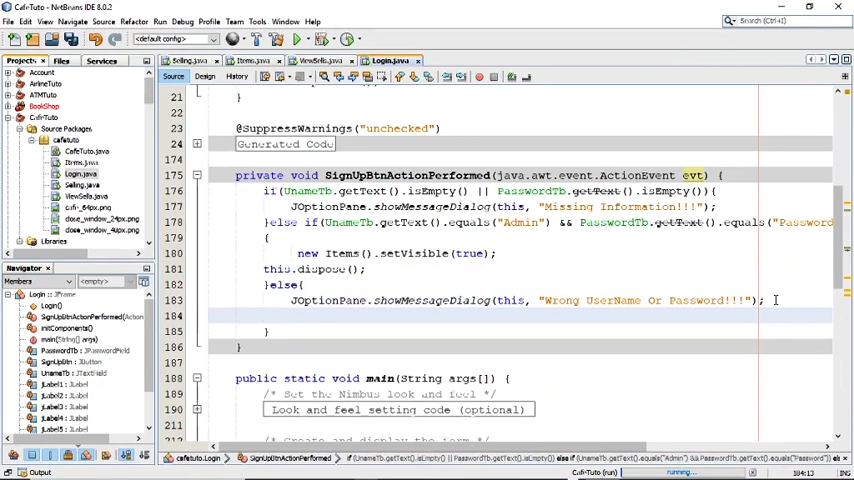 CafeTuto - NetBeans IDE 8.0.2
File Edit View Navigate Source Refactor Run Debug Profile Team Tools Window Help
<default config>
Search (Ctrl+I)
Projects Files Services
Selling.java Items.java ViewSells.java Login.java
Source Design History
Account
AirlineTuto
ATMTuto
BookShop
CafeTuto
Source Packages
cafetuto
CafeTuto.java
Items.java
Login.java
Selling.java
ViewSells.java
cafe_64px.png
close_window_24px.png
close_window_48px.png
Libraries
21 }
22
23 @SuppressWarnings("unchecked")
24 Generated Code
174
175 private void SignUpBtnActionPerformed(java.awt.event.ActionEvent evt) {
176 if(UnameTb.getText().isEmpty() || PasswordTb.getText().isEmpty()){
177 JOptionPane.showMessageDialog(this, "Missing Information!!!");
178 }else if(UnameTb.getText().equals("Admin") && PasswordTb.getText().equals("Password
179 {
180 new Items().setVisible(true);
181 this.dispose();
182 }else{
183 JOptionPane.showMessageDialog(this, "Wrong UserName Or Password!!!");
184
185 }
186 }
187
188 public static void main(String args[]) {
189 /* Set the Nimbus look and feel */
190 Look and feel setting code (optional)
211
212 /* Create and display the form */
Navigator
Members <empty>
Login :: JFrame
Login()
SignUpBtnActionPerformed(Action
initComponents()
main(String[] args)
PasswordTb : JPasswordField
SignUpBtn : JButton
UnameTb : JTextField
jLabel1 : JLabel
jLabel2 : JLabel
jLabel3 : JLabel
jLabel4 : JLabel
jLabel5 : JLabel
cafetuto.Login SignUpBtnActionPerformed if (UnameTb.getText().isEmpty() || PasswordTb.getText().isEmpty()) else if (UnameTb.getText().equals("Admin") && PasswordTb.getText().equals("Password")) else
Output
CafeTuto (run) running... 184:13 INS